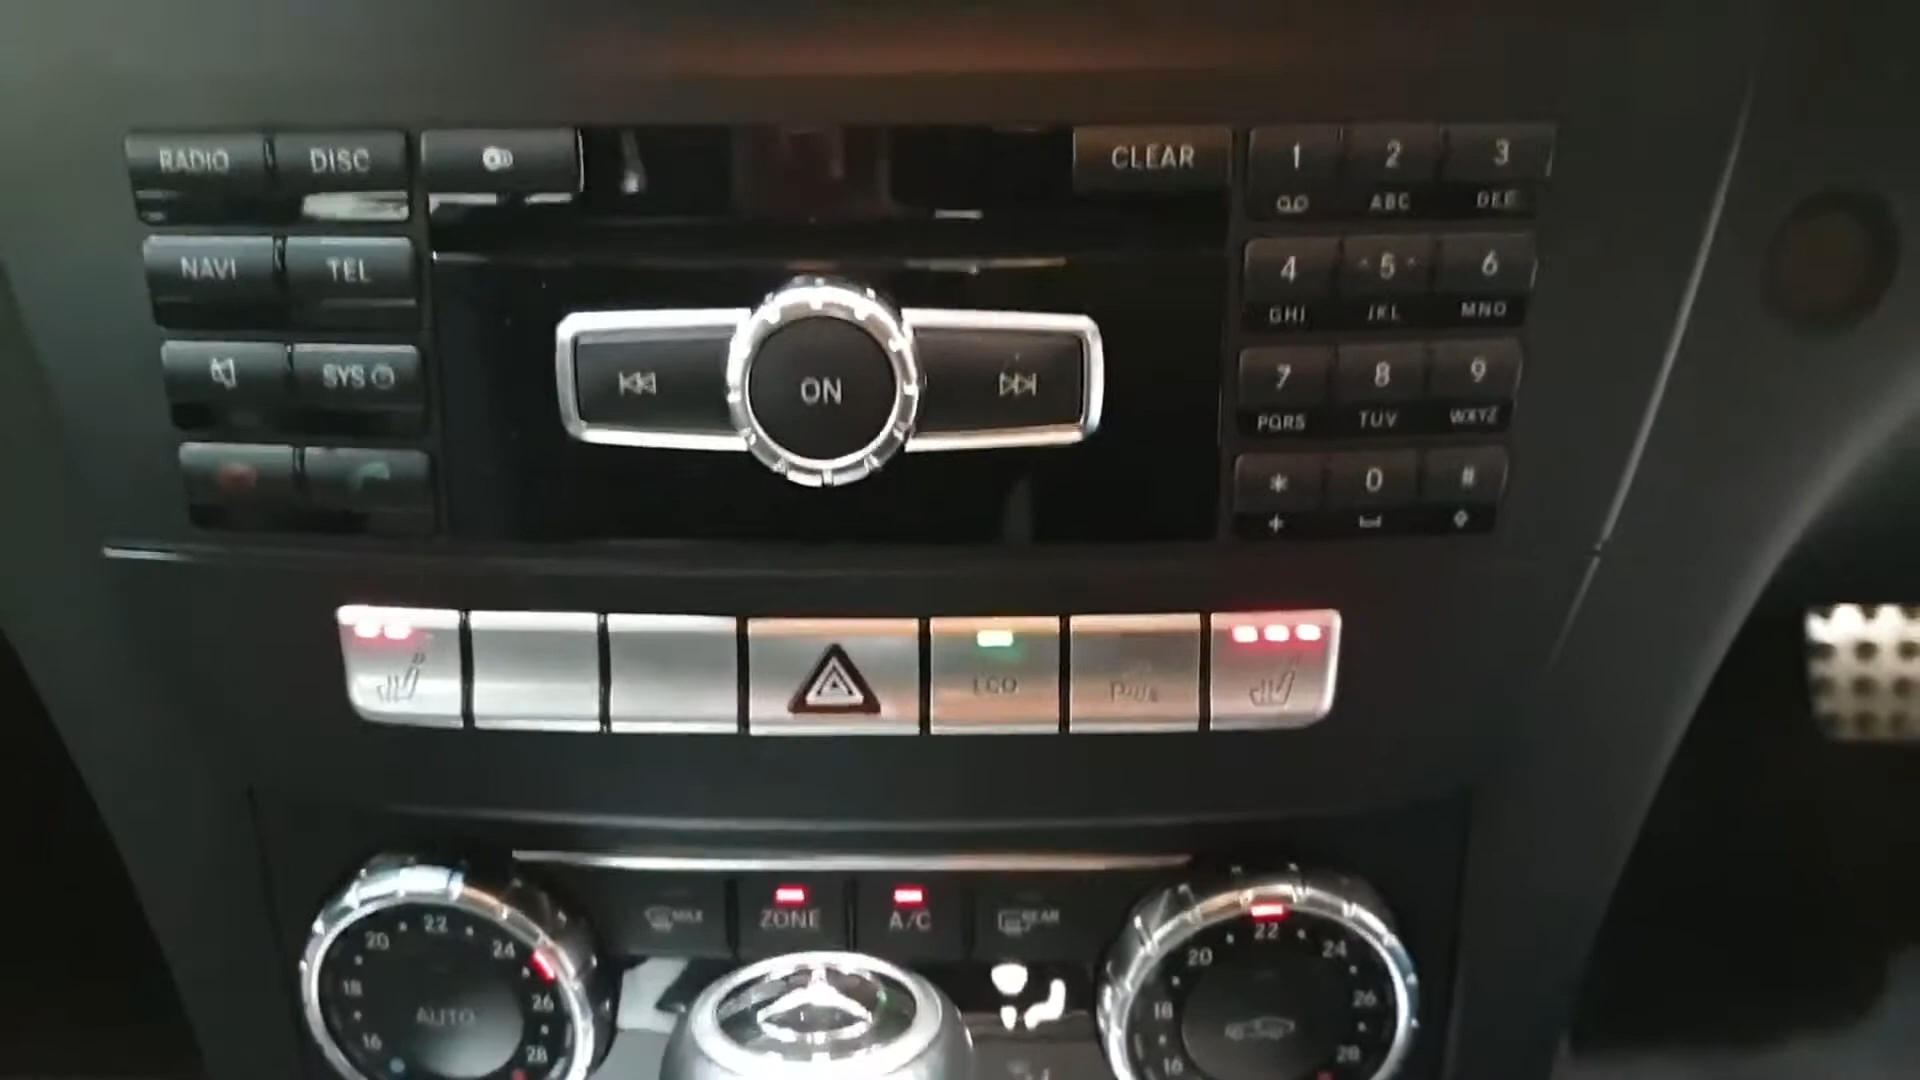 RADIO DISC CLEAR 1 2 3
ABC DEF
NAVI TEL 4 5 6
GHI JKL MNO
SYS ON 7 8 9
PQRS TUV WXYZ
* 0 #
+
ECO
MAX ZONE A/C REAR
16 18 20 22 24 26 28
AUTO
16 18 20 22 24 26 28